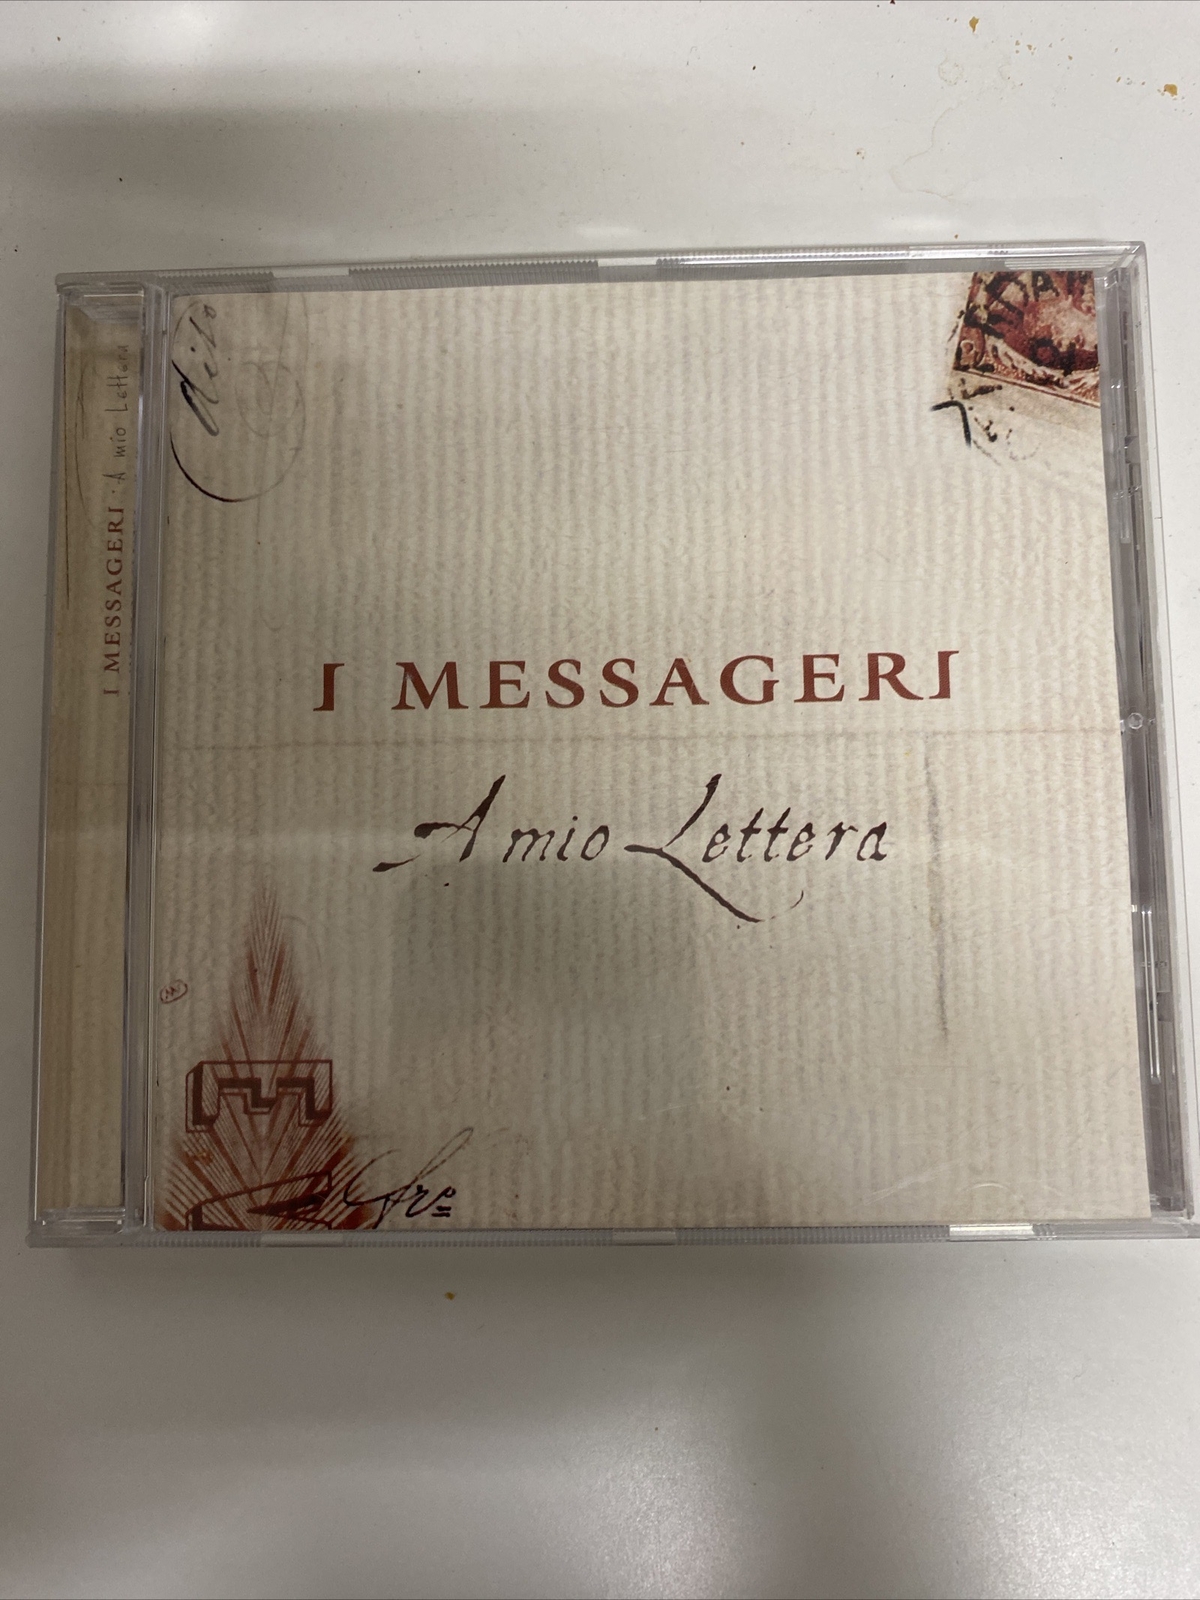 I MESSAGERI · A mio Lettera
I MESSAGERI
A mio Lettera